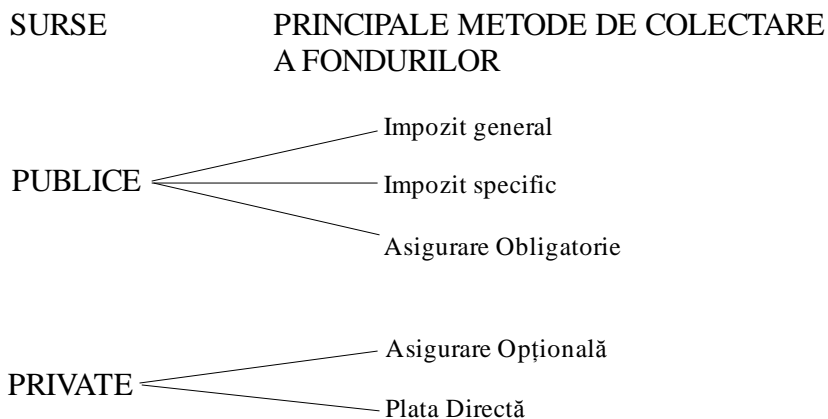 SURSE PRINCIPALE METODE DE COLECTARE
A FONDURILOR
Impozit general
PUBLICE Impozit specific
Asigurare Obligatorie
Asigurare Opțională
PRIVATE
Plata Directă